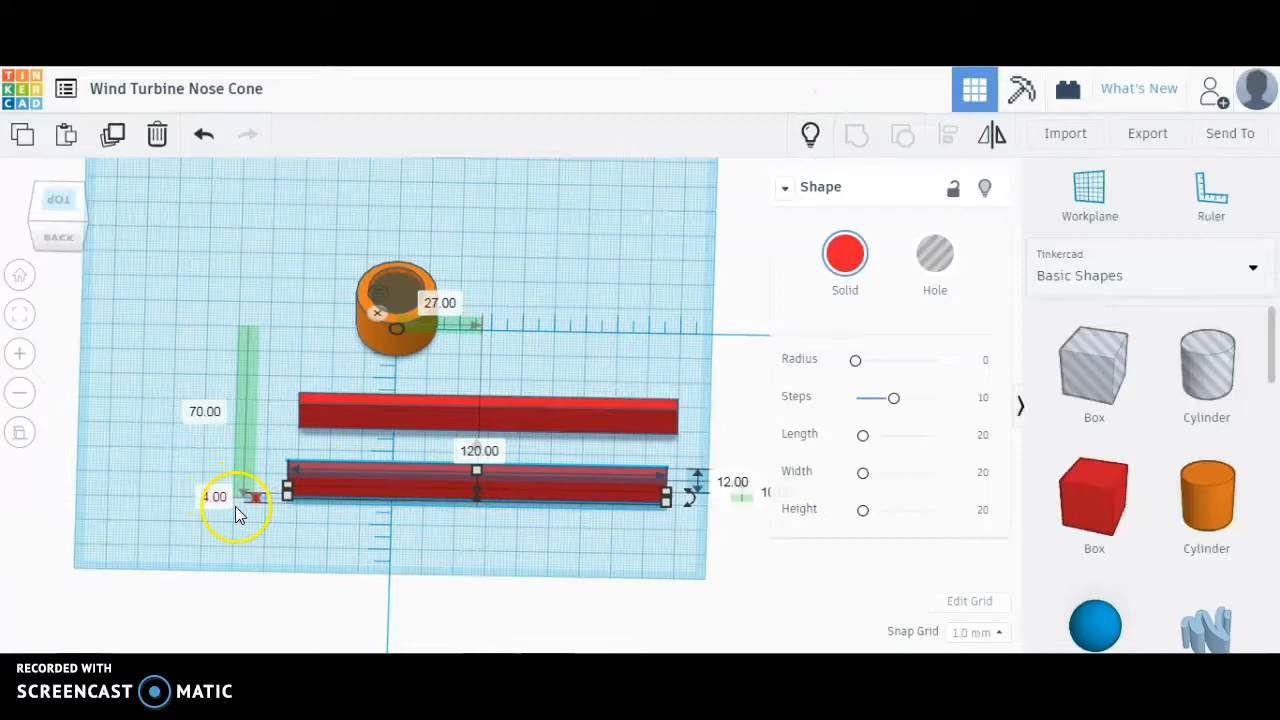 TIN
KER
CAD
Wind Turbine Nose Cone
What's New
Import
Export
Send To
TOP
BACK
Shape
Solid
Hole
Radius 0
Steps 10
Length 20
Width 20
Height 20
Edit Grid
Snap Grid 1.0 mm
Workplane
Ruler
Tinkercad
Basic Shapes
Box
Cylinder
Box
Cylinder
27.00
70.00
120.00
4.00
12.00
RECORDED WITH
SCREENCAST MATIC